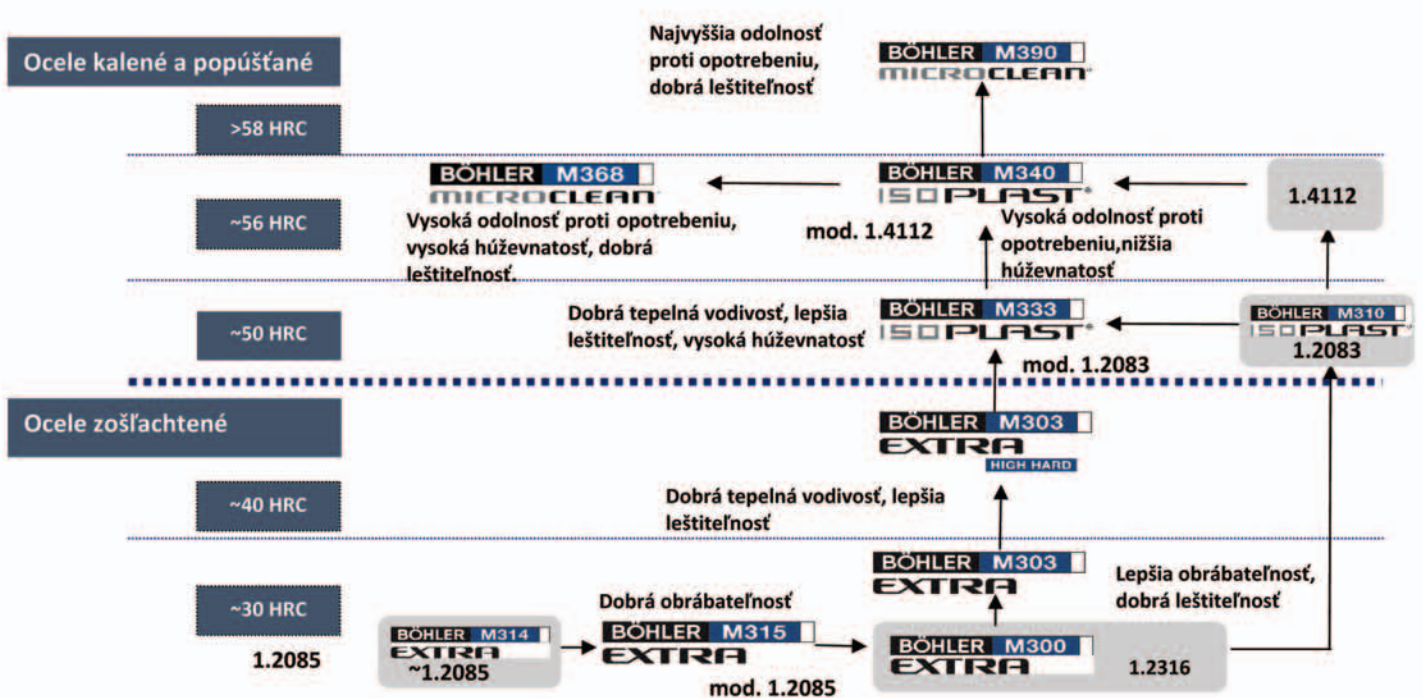 Ocele kalené a popúšťané
>58 HRC
Najvyššia odolnosť
proti opotrebeniu,
dobrá leštiteľnosť
BÖHLER M390
MICROCLEAN®
~56 HRC
BÖHLER M368
MICROCLEAN®
Vysoká odolnosť proti opotrebeniu,
vysoká húževnatosť, dobrá
leštiteľnosť.
BÖHLER M340
ISOPLAST®
mod. 1.4112
Vysoká odolnosť proti
opotrebeniu,nižšia
húževnatosť
1.4112
~50 HRC
Dobrá tepelná vodivosť, lepšia
leštiteľnosť, vysoká húževnatosť
BÖHLER M333
ISOPLAST®
mod. 1.2083
BÖHLER M310
ISOPLAST®
1.2083
Ocele zošľachtené
~40 HRC
BÖHLER M303
EXTRA
HIGH HARD
Dobrá tepelná vodivosť, lepšia
leštiteľnosť
~30 HRC
1.2085
BÖHLER M314
EXTRA
~1.2085
Dobrá obrábateľnosť
BÖHLER M315
EXTRA
mod. 1.2085
BÖHLER M303
EXTRA
BÖHLER M300
EXTRA
1.2316
Lepšia obrábateľnosť,
dobrá leštiteľnosť